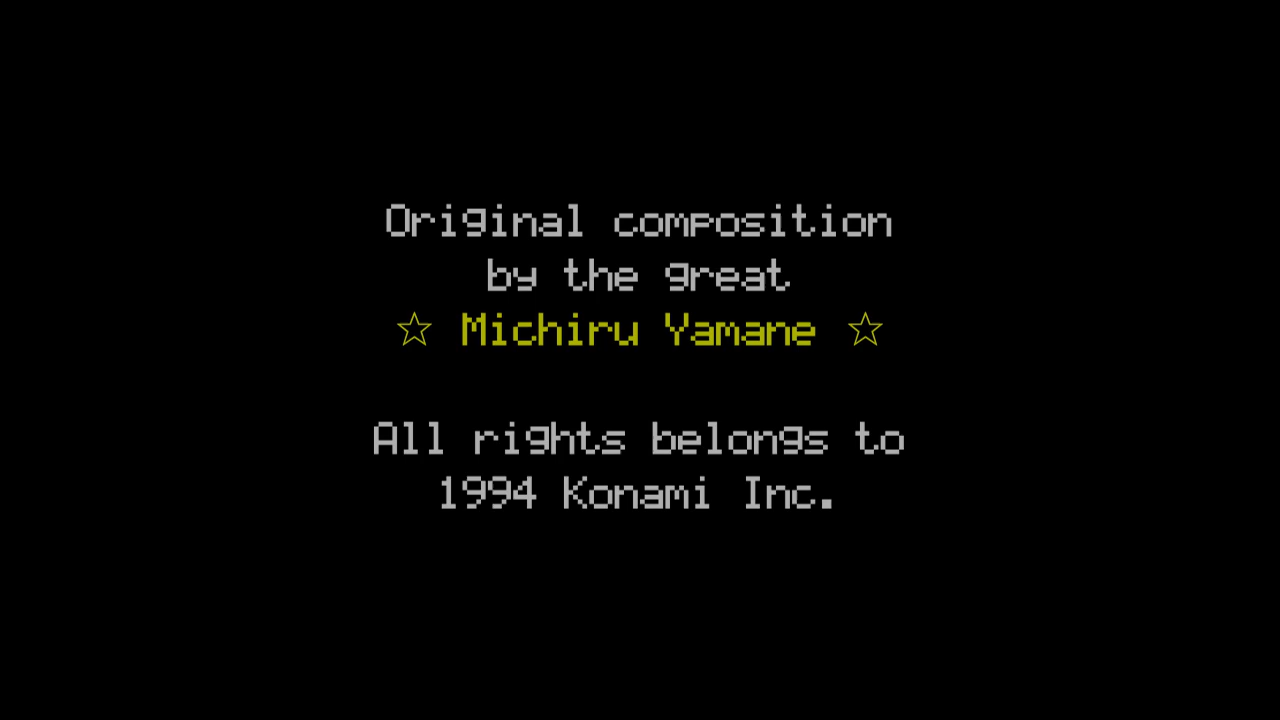 Original composition
by the great
☆ Michiru Yamane ☆
All rights belongs to
1994 Konami Inc.